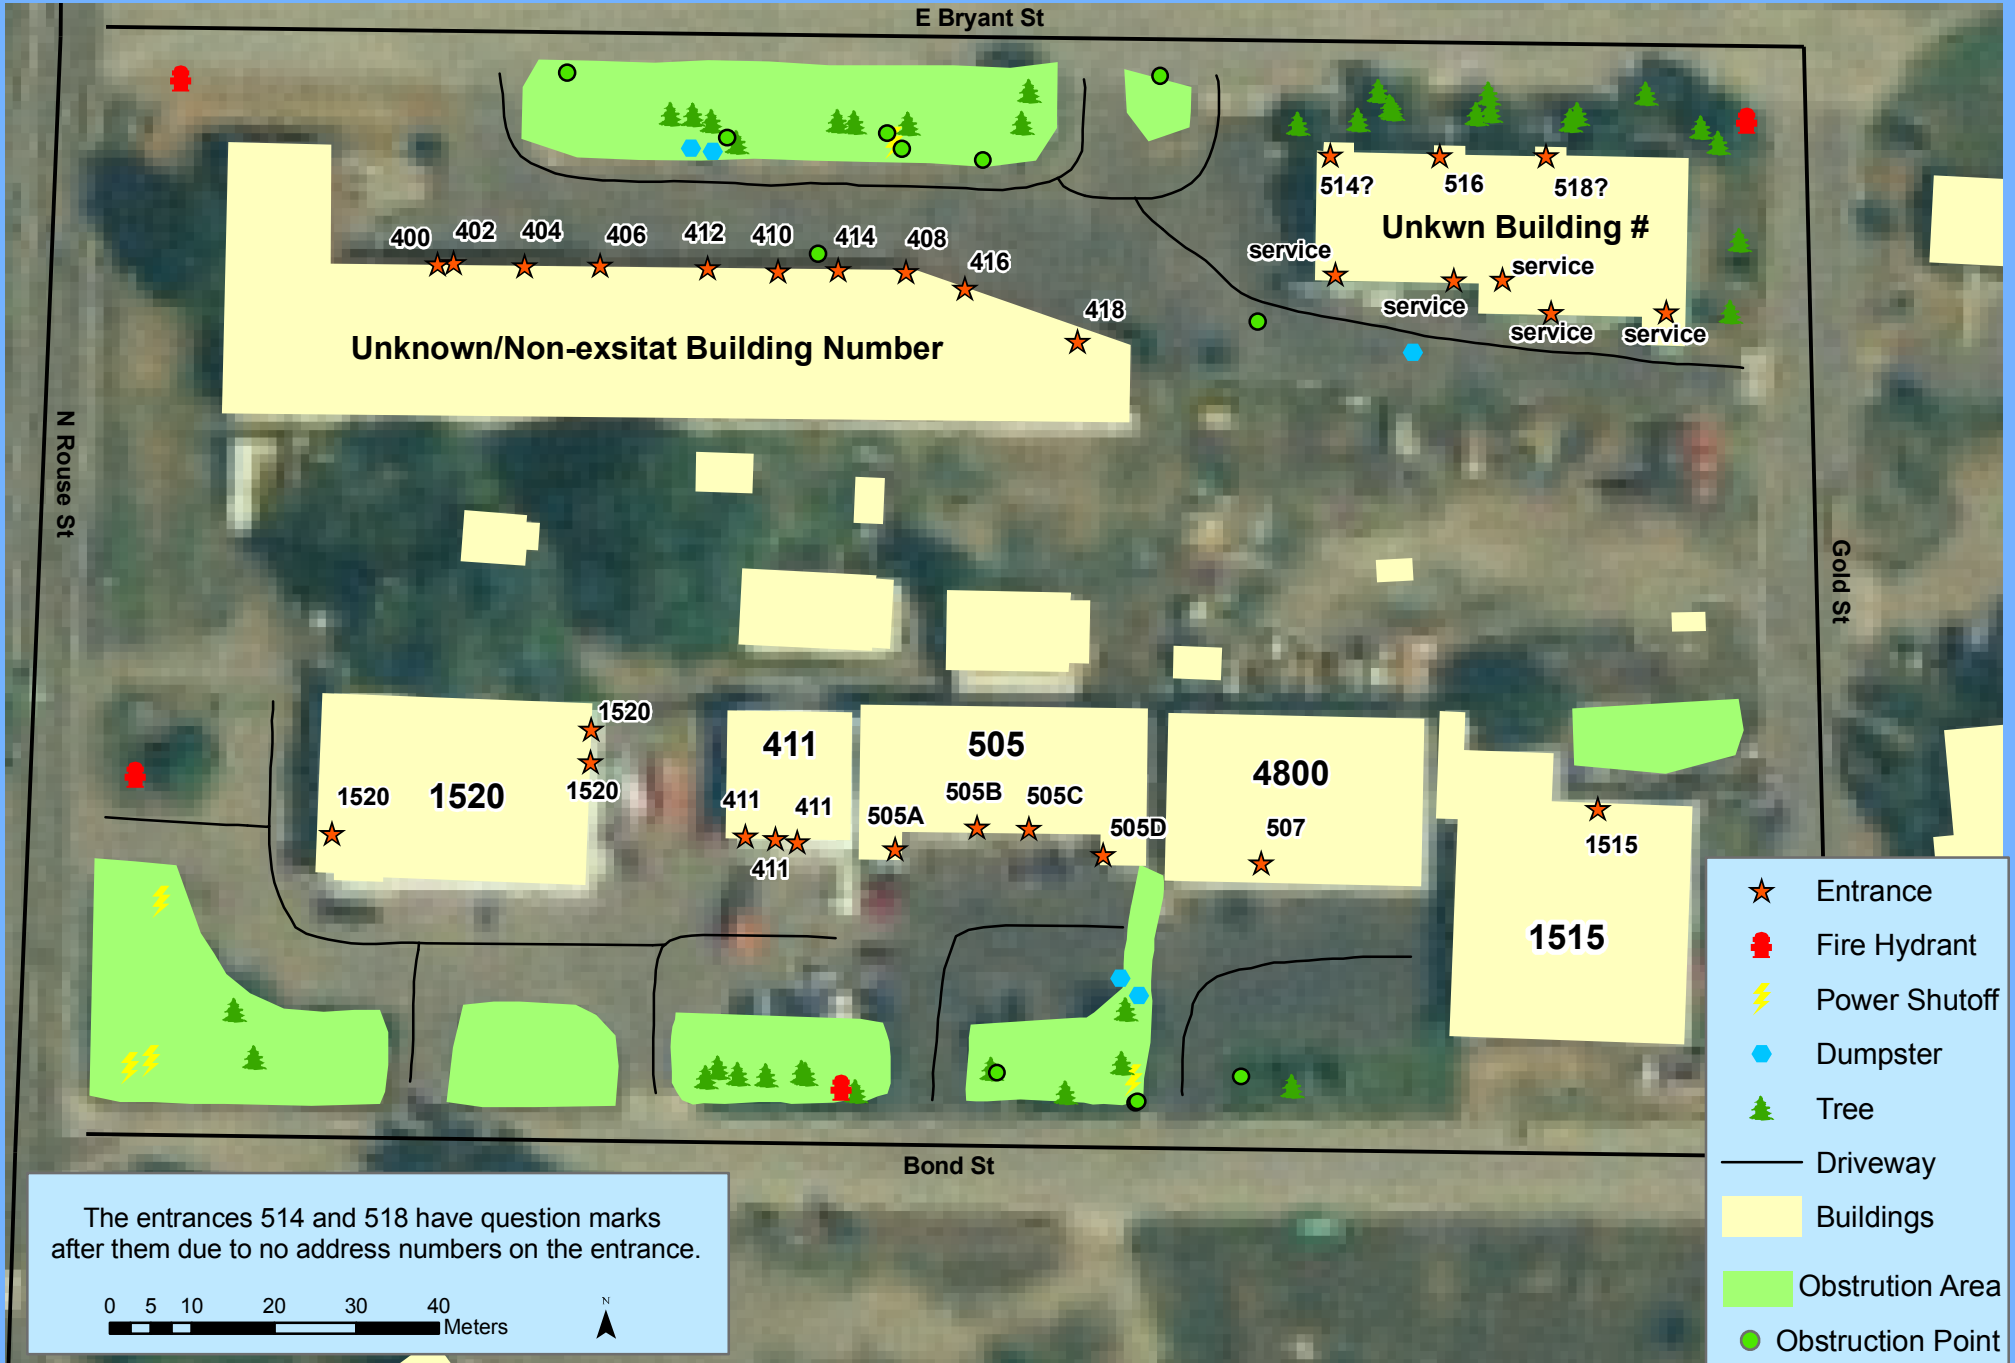 E Bryant St
514?
516
518?
Unkwn Building #
service
service
service
service
service
400
402
404
406
412
410
414
408
416
418
Unknown/Non-exsitat Building Number
N Rouse St
Gold St
1520
1520
1520
1520
411
411
411
411
505
505A
505B
505C
505D
4800
507
1515
1515
Bond St
Entrance
Fire Hydrant
Power Shutoff
Dumpster
Tree
Driveway
Buildings
Obstrution Area
Obstruction Point
The entrances 514 and 518 have question marks
after them due to no address numbers on the entrance.
0 5 10 20 30 40
Meters
N